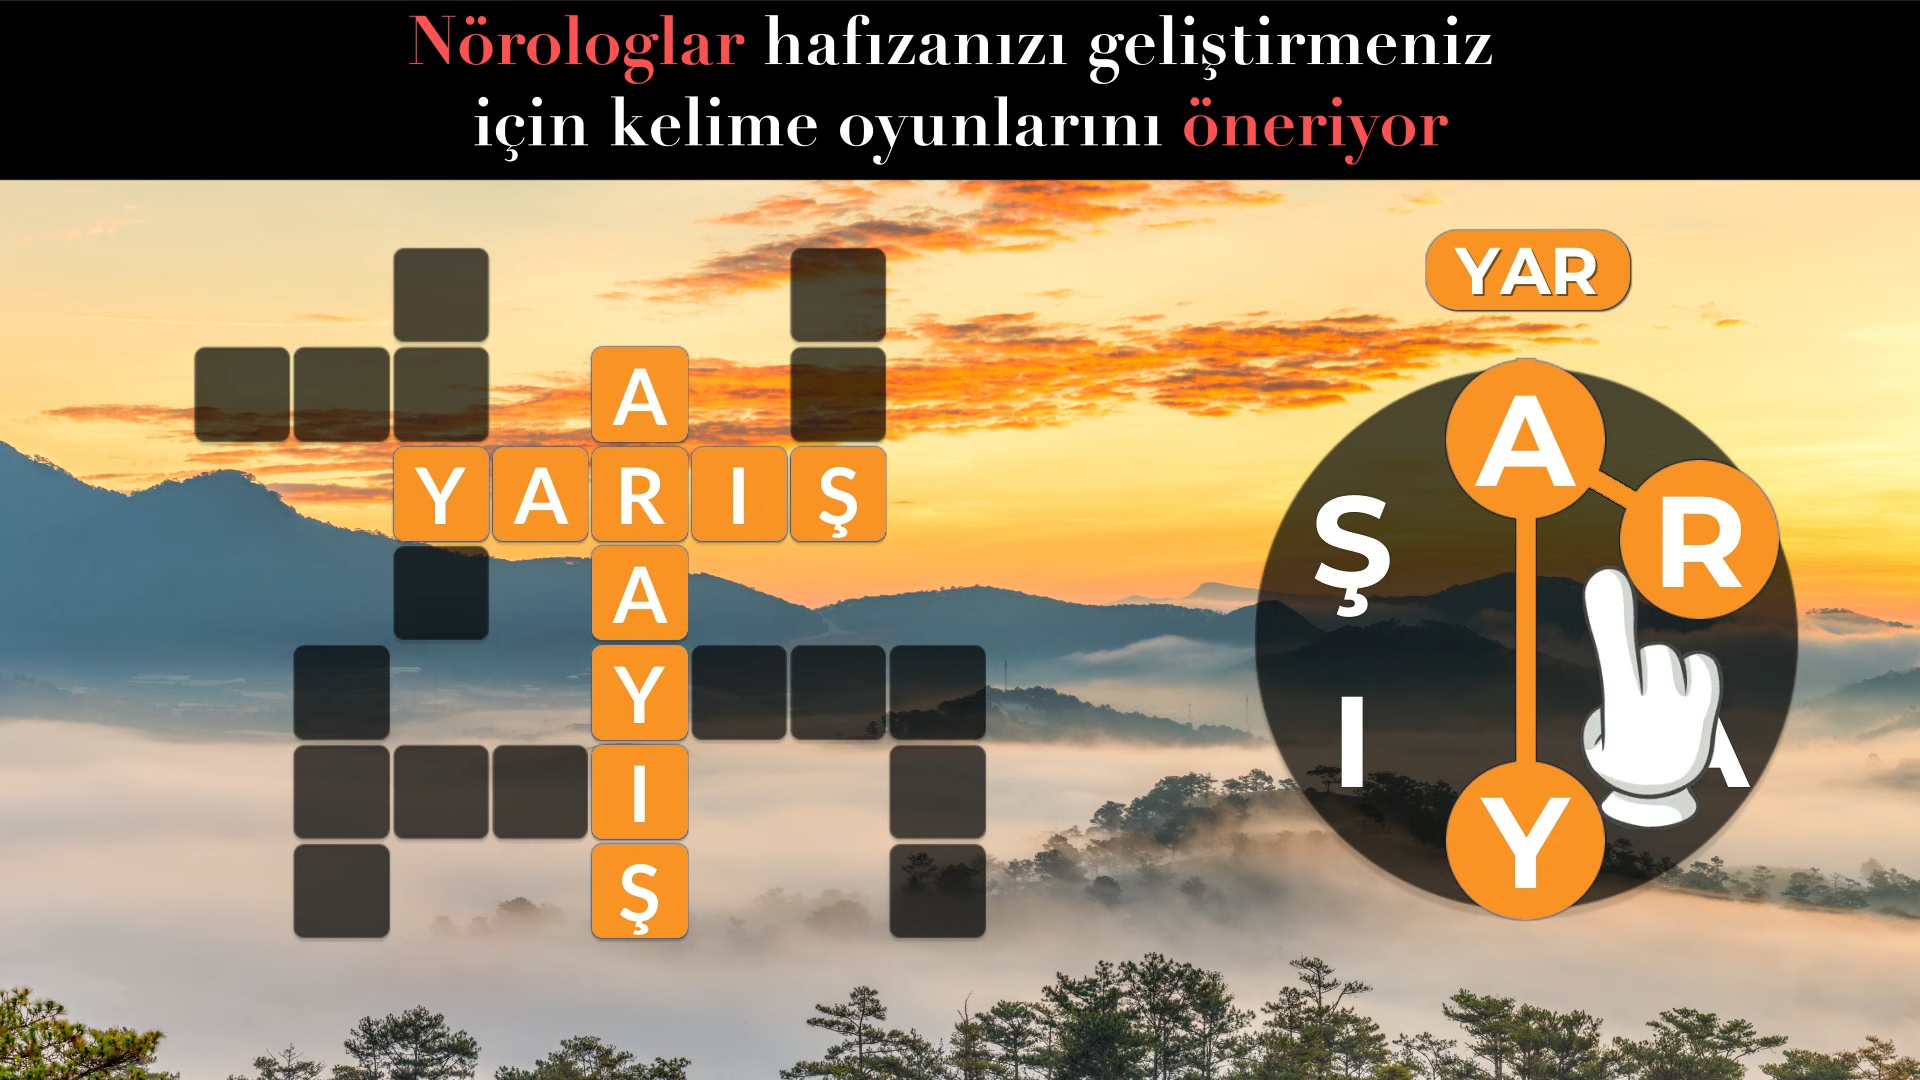 Nörologlar hafızanızı geliştirmeniz
için kelime oyunlarını öneriyor
YAR
A
YARIŞ
A
Y
I
Ş
A
R
Ş
I
A
Y